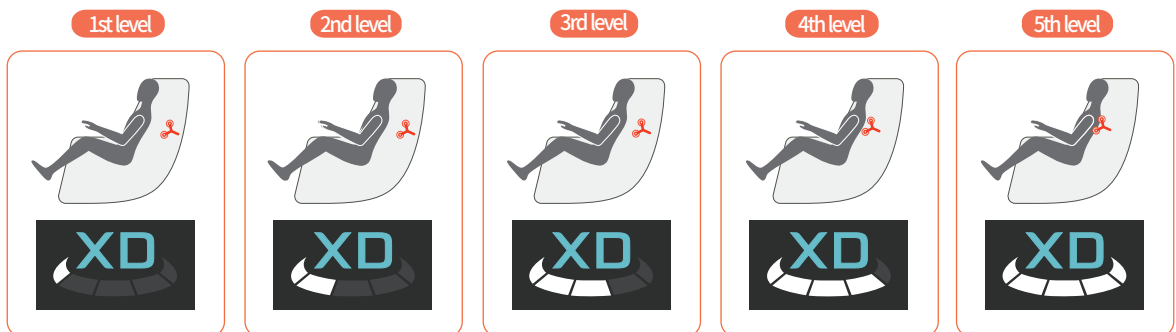 1st level
2nd level
3rd level
4th level
5th level
XD
XD
XD
XD
XD